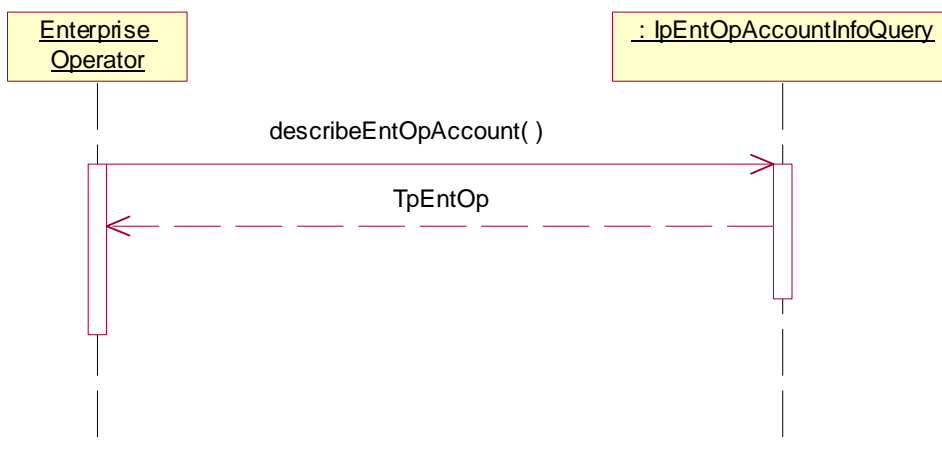 Enterprise
Operator
: IpEntOpAccountInfoQuery
describeEntOpAccount( )
TpEntOp